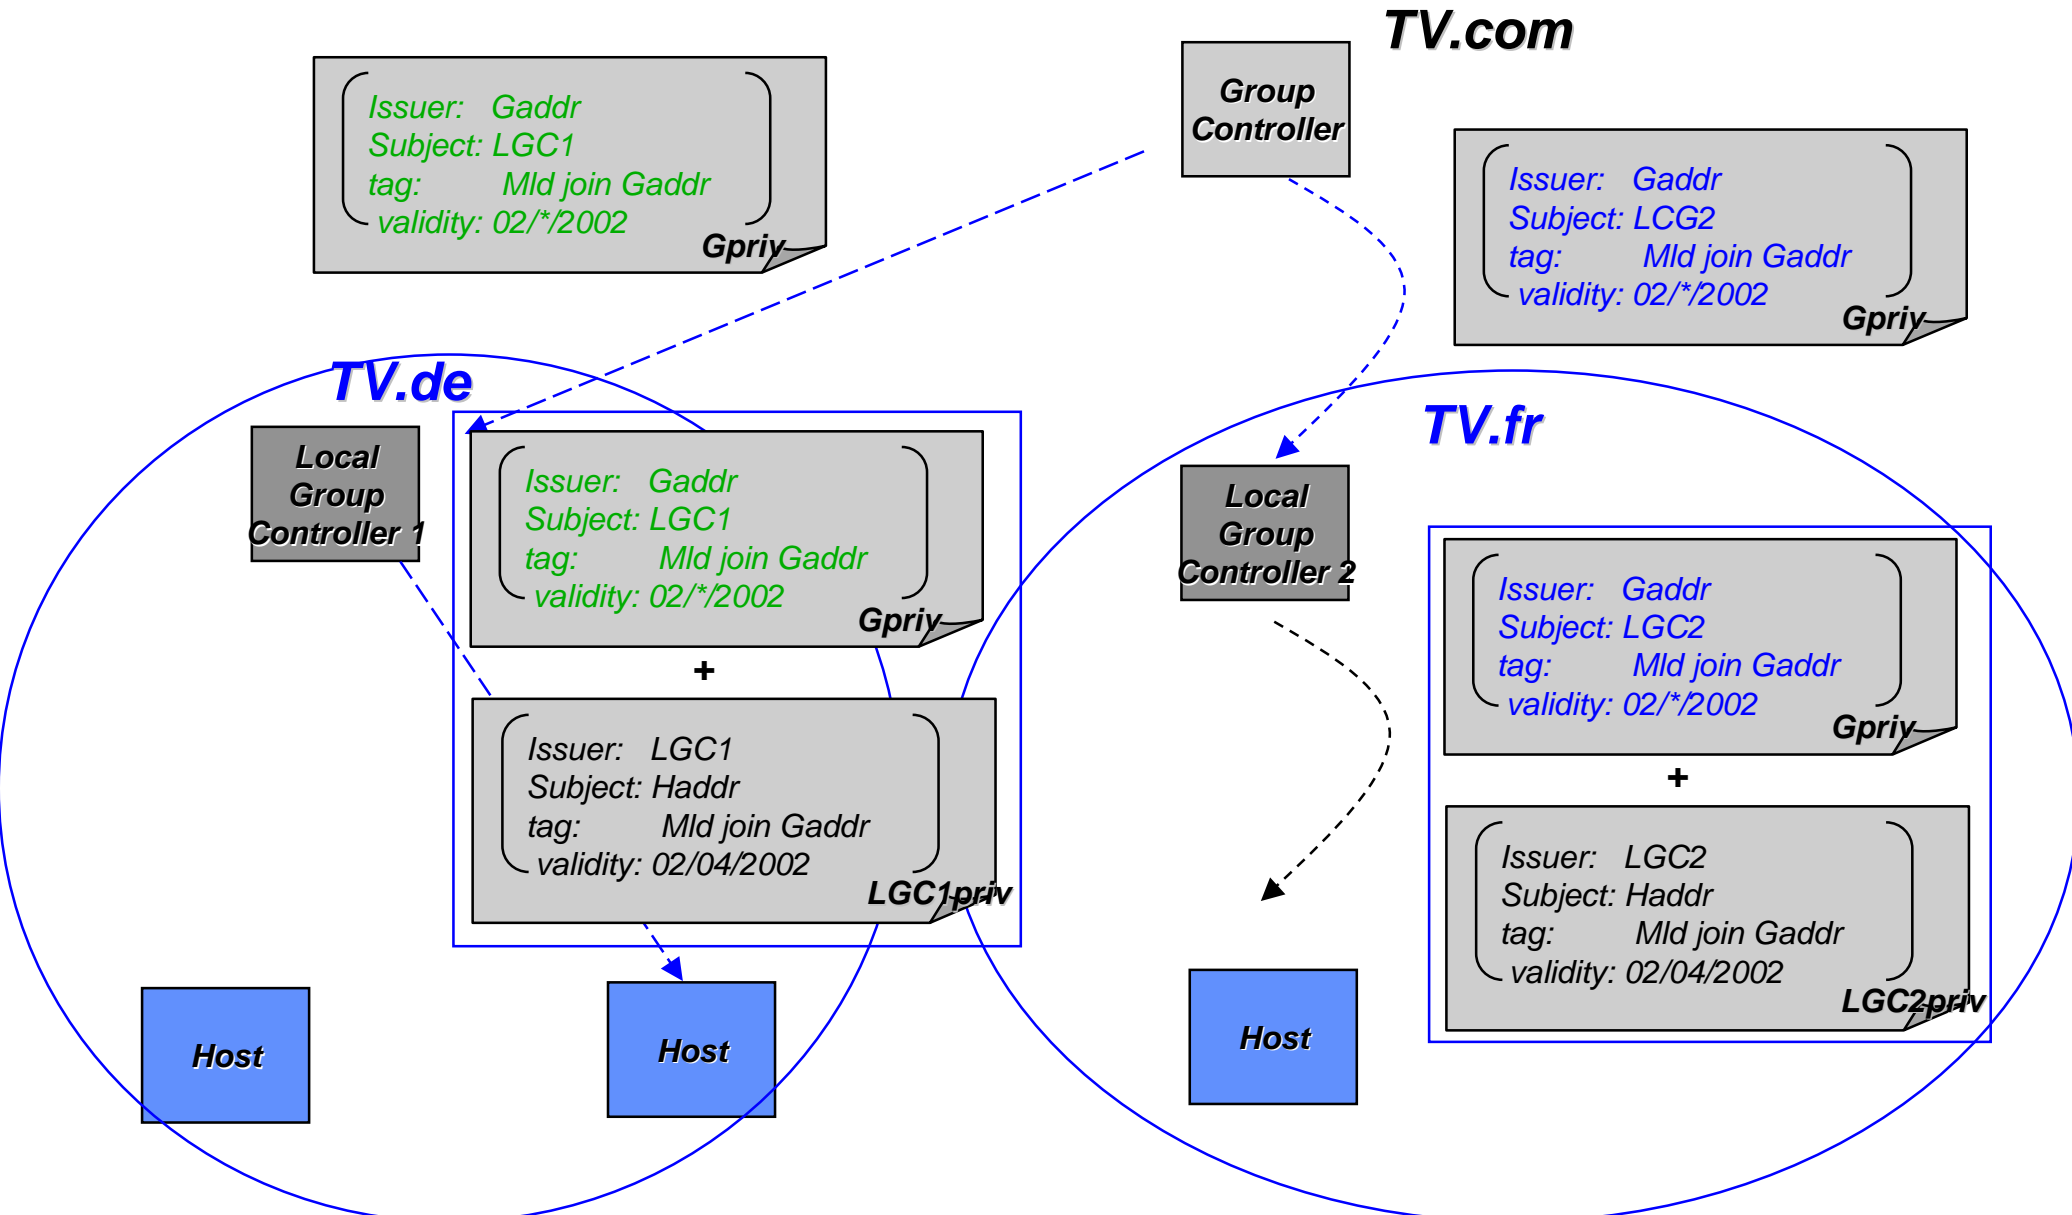 TV.com
Group
Controller
Issuer: Gaddr
Subject: LGC1
tag: Mld join Gaddr
validity: 02/*/2002
Gpriv
Issuer: Gaddr
Subject: LCG2
tag: Mld join Gaddr
validity: 02/*/2002
Gpriv
TV.de
Local
Group
Controller 1
Issuer: Gaddr
Subject: LGC1
tag: Mld join Gaddr
validity: 02/*/2002
Gpriv
+
Issuer: LGC1
Subject: Haddr
tag: Mld join Gaddr
validity: 02/04/2002
LGC1priv
Host
Host
TV.fr
Local
Group
Controller 2
Issuer: Gaddr
Subject: LGC2
tag: Mld join Gaddr
validity: 02/*/2002
Gpriv
+
Issuer: LGC2
Subject: Haddr
tag: Mld join Gaddr
validity: 02/04/2002
LGC2priv
Host